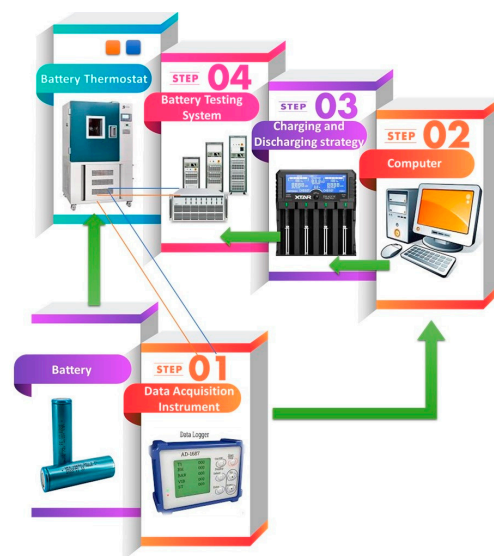 Battery Thermostat
STEP 04
Battery Testing
System
STEP 03
Charging and
Discharging strategy
XTAR
STEP 02
Computer
Battery
STEP 01
Data Acquisition
Instrument
Data Logger
AD-1687